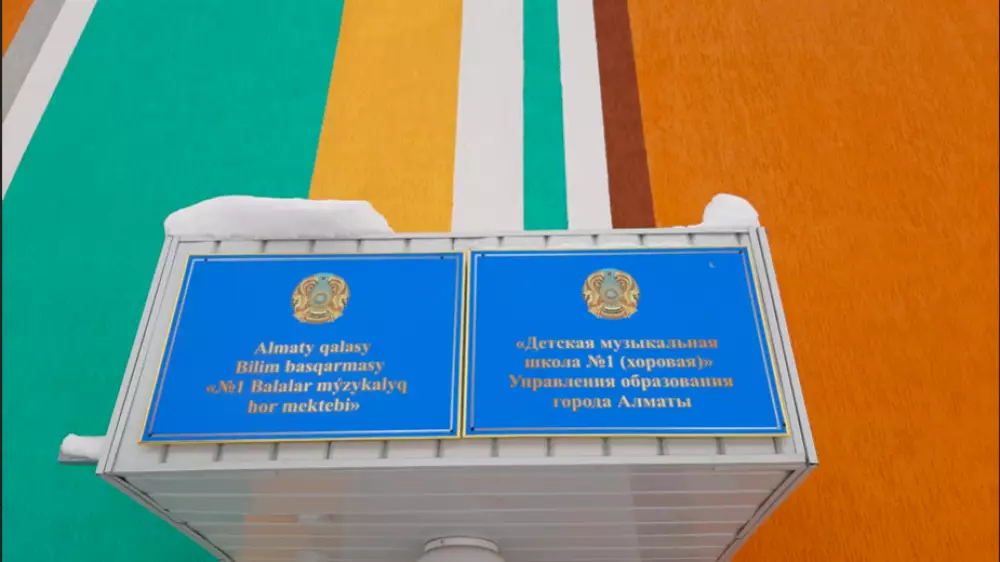 Almaty qalasy
Bilim basqarmasy
«№1 Balalar mýzykalyq
hor mektebi»
«Детская музыкальная
школа №1 (хоровая)»
Управления образования
города Алматы